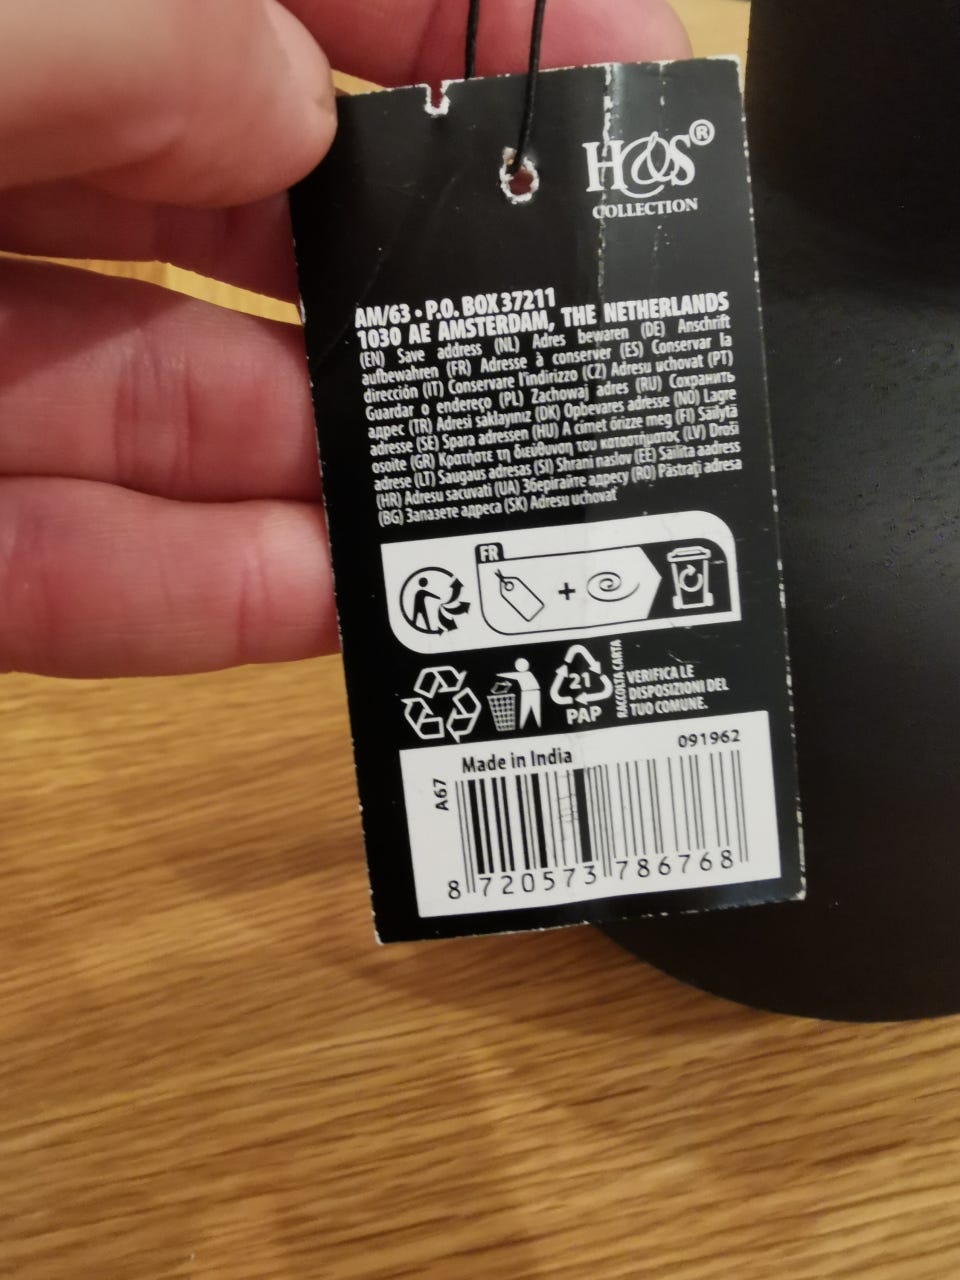 H&S®
COLLECTION
AM/63 • P.O. BOX 37211
1030 AE AMSTERDAM, THE NETHERLANDS
(EN) Save address (NL) Adres bewaren (DE) Anschrift
aufbewahren (FR) Adresse à conserver (ES) Conservar la
dirección (IT) Conservare l'indirizzo (CZ) Adresu uchovat (PT)
Guardar o endereço (PL) Zachowaj adres (RU) Сохранить
адрес (TR) Adresi saklayınız (DK) Opbevares adresse (NO) Lagre
adresse (SE) Spara adressen (HU) A címet őrizze meg (FI) Säilytä
osoite (GR) Κρατήστε τη διεύθυνση του καταστήματος (LV) Droši
adrese (LT) Saugaus adresas (SI) Shrani naslov (EE) Säilita aadress
(HR) Adresu sacuvati (UA) Зберігайте адресу (RO) Păstrați adresa
(BG) Запазете адреса (SK) Adresu uchovať
FR
+
21
PAP
RACCOLTA CARTA
VERIFICA LE
DISPOSIZIONI DEL
TUO COMUNE.
Made in India
091962
A67
8 720573 786768